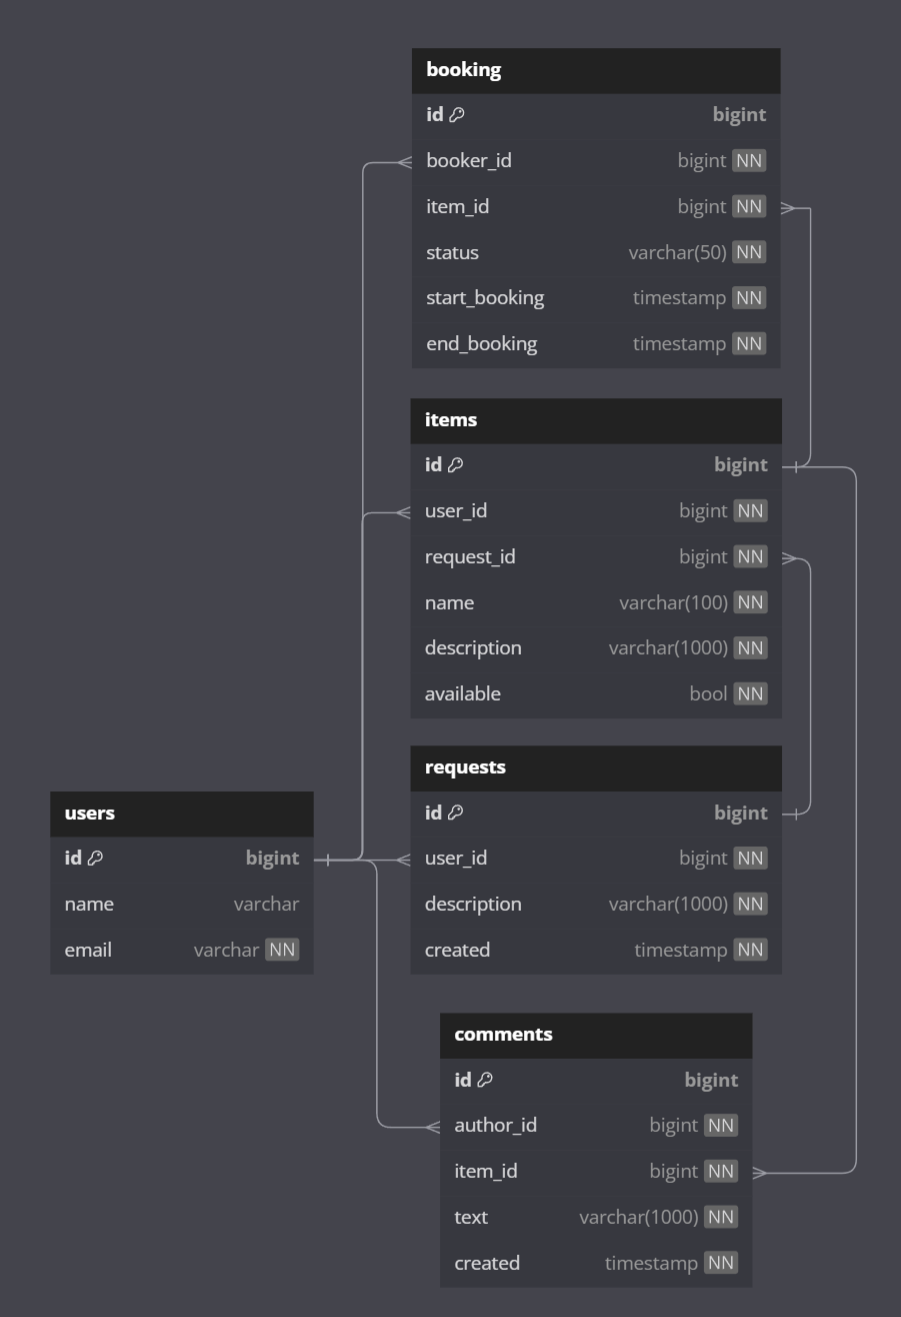 booking
id bigint
booker_id bigint NN
item_id bigint NN
status varchar(50) NN
start_booking timestamp NN
end_booking timestamp NN
items
id bigint
user_id bigint NN
request_id bigint NN
name varchar(100) NN
description varchar(1000) NN
available bool NN
requests
id bigint
user_id bigint NN
description varchar(1000) NN
created timestamp NN
users
id bigint
name varchar
email varchar NN
comments
id bigint
author_id bigint NN
item_id bigint NN
text varchar(1000) NN
created timestamp NN